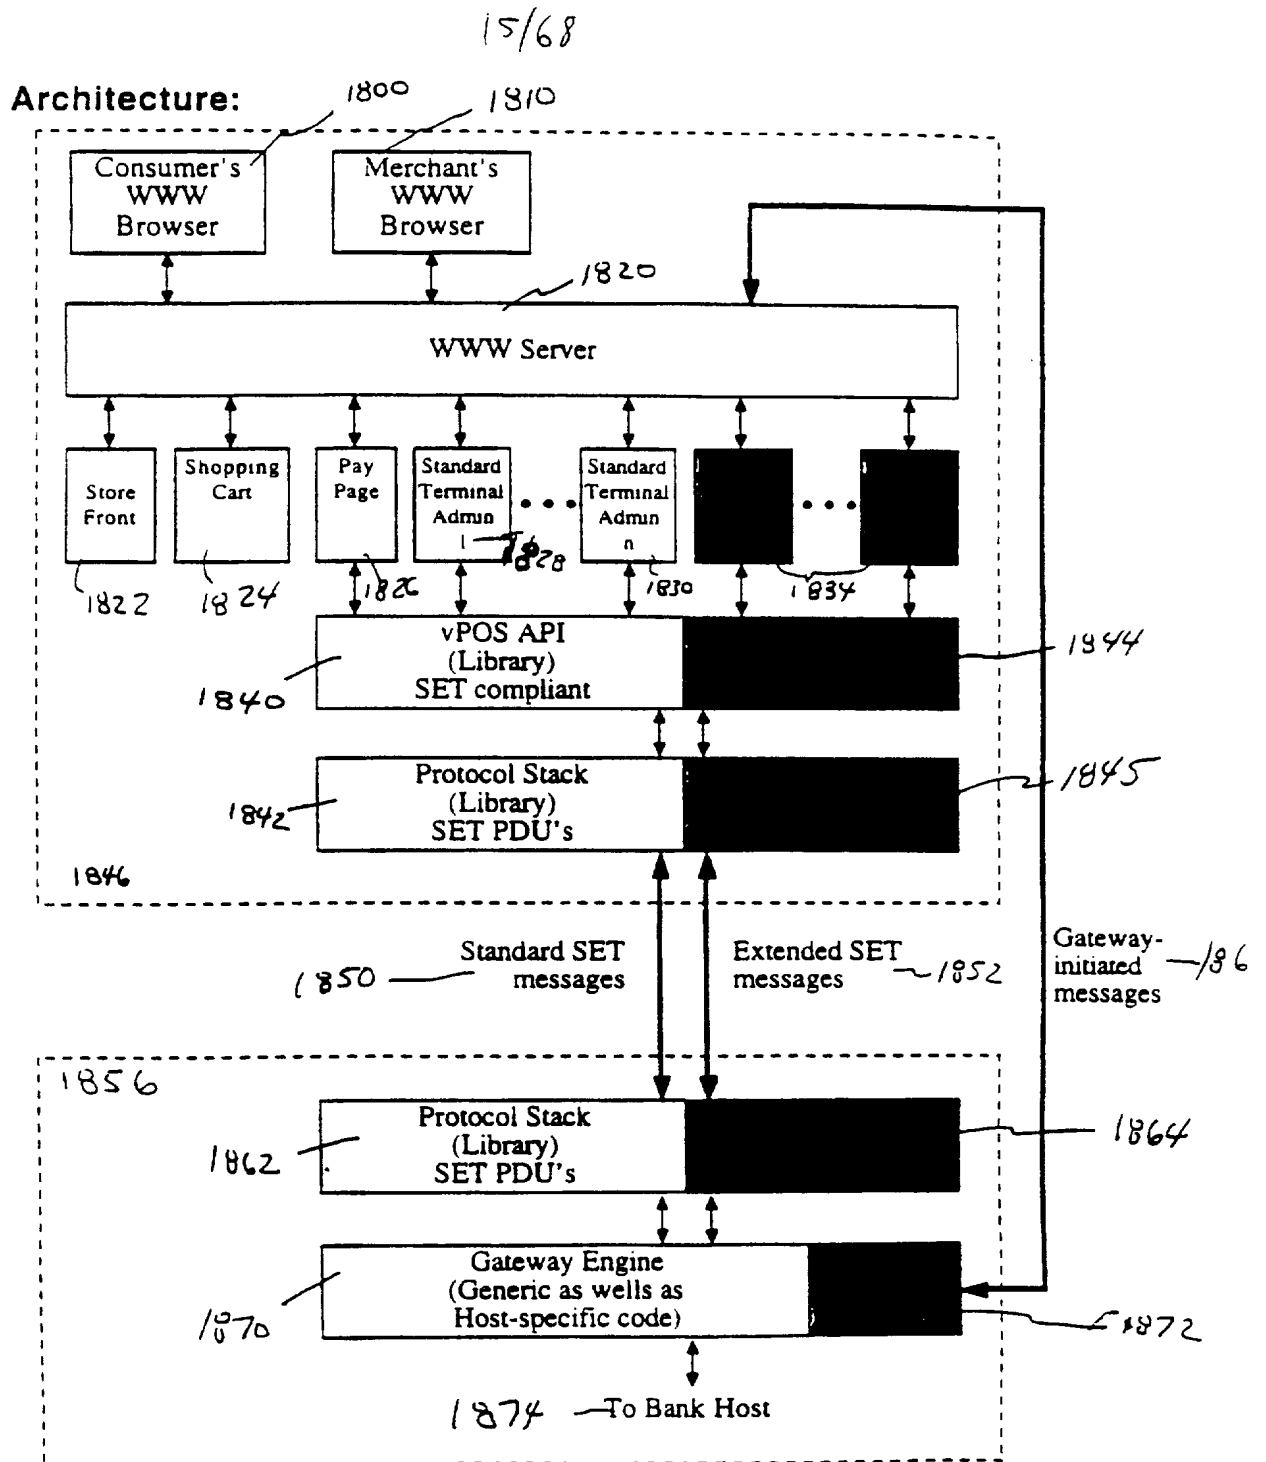 15/68
Architecture:
1800
1810
Consumer's
WWW
Browser
Merchant's
WWW
Browser
1820
WWW Server
Store
Front
Shopping
Cart
Pay
Page
Standard
Terminal
Admin
1
Standard
Terminal
Admin
n
1822
1824
1826
1828
1830
1834
vPOS API
(Library)
SET compliant
1840
1844
Protocol Stack
(Library)
SET PDU's
1842
1845
1846
Standard SET
messages
1850
Extended SET
messages
1852
Gateway-
initiated
messages
186
1856
Protocol Stack
(Library)
SET PDU's
1862
1864
Gateway Engine
(Generic as wells as
Host-specific code)
1870
1872
1874
To Bank Host